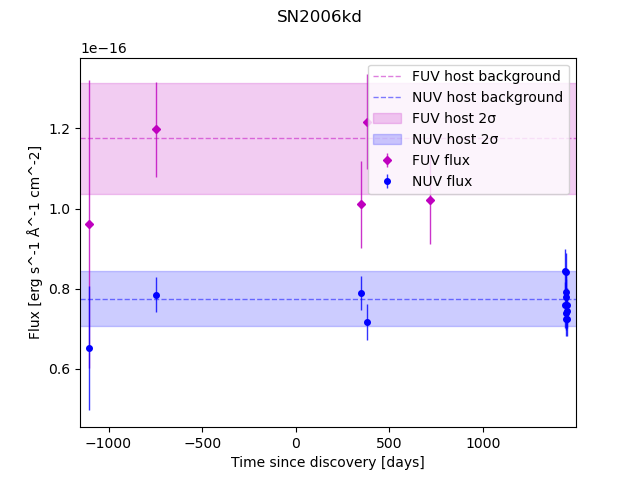 SN2006kd
1e−16
FUV host background
NUV host background
FUV host 2σ
NUV host 2σ
FUV flux
NUV flux
1.2
1.0
0.8
0.6
Flux [erg s^-1 Å^-1 cm^-2]
−1000
−500
0
500
1000
Time since discovery [days]